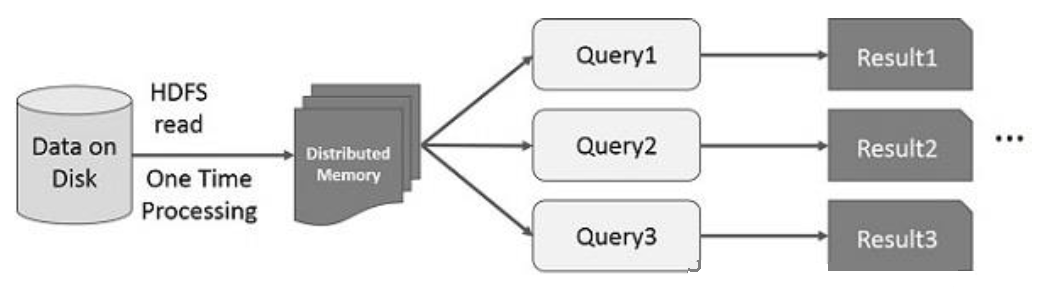 Data on
Disk
HDFS
read
One Time
Processing
Distributed
Memory
Query1
Result1
Query2
Result2
...
Query3
Result3